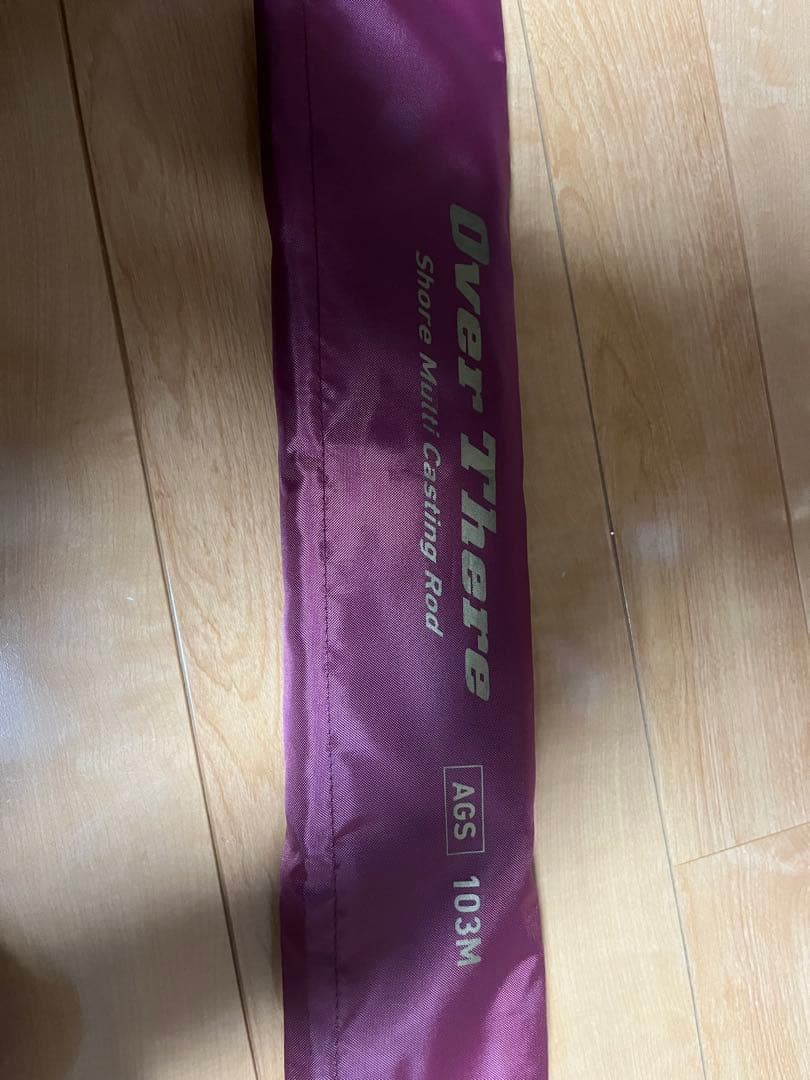 Over There
Shore Multi Casting Rod
AGS 103M